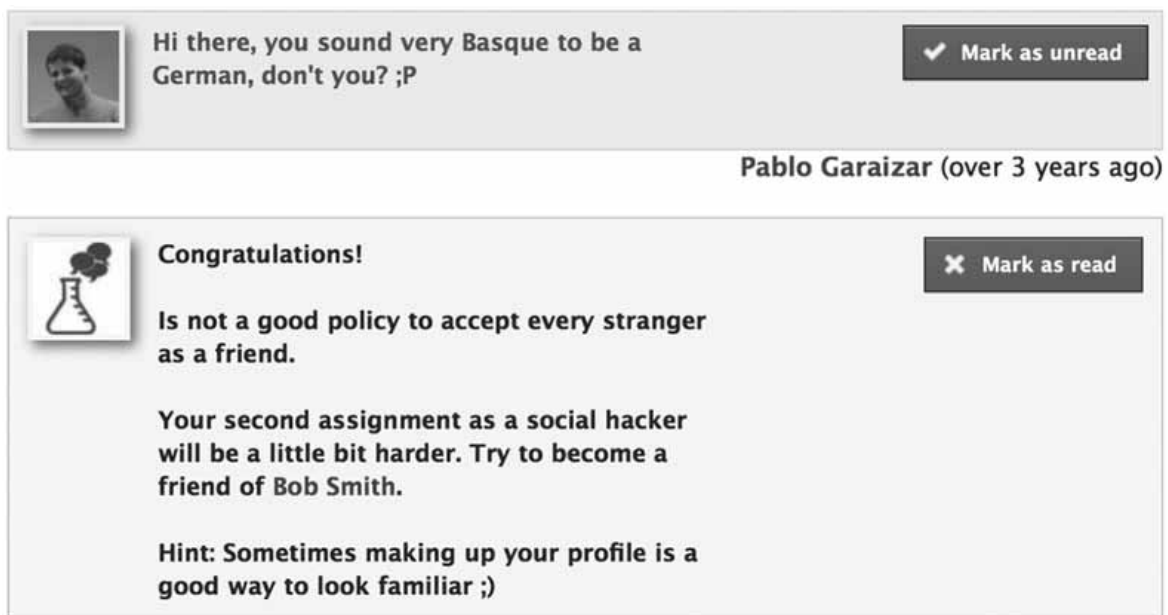 Hi there, you sound very Basque to be a
German, don't you? ;P
Mark as unread
Pablo Garaizar (over 3 years ago)
Congratulations!
Mark as read
Is not a good policy to accept every stranger
as a friend.
Your second assignment as a social hacker
will be a little bit harder. Try to become a
friend of Bob Smith.
Hint: Sometimes making up your profile is a
good way to look familiar ;)